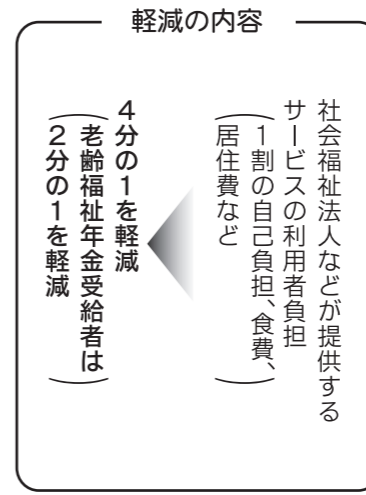 軽減の内容
社会福祉法人などが提供する
サービスの利用者負担
(1割の自己負担、食費、
居住費など)
4分の1を軽減
(老齢福祉年金受給者は
2分の1を軽減)